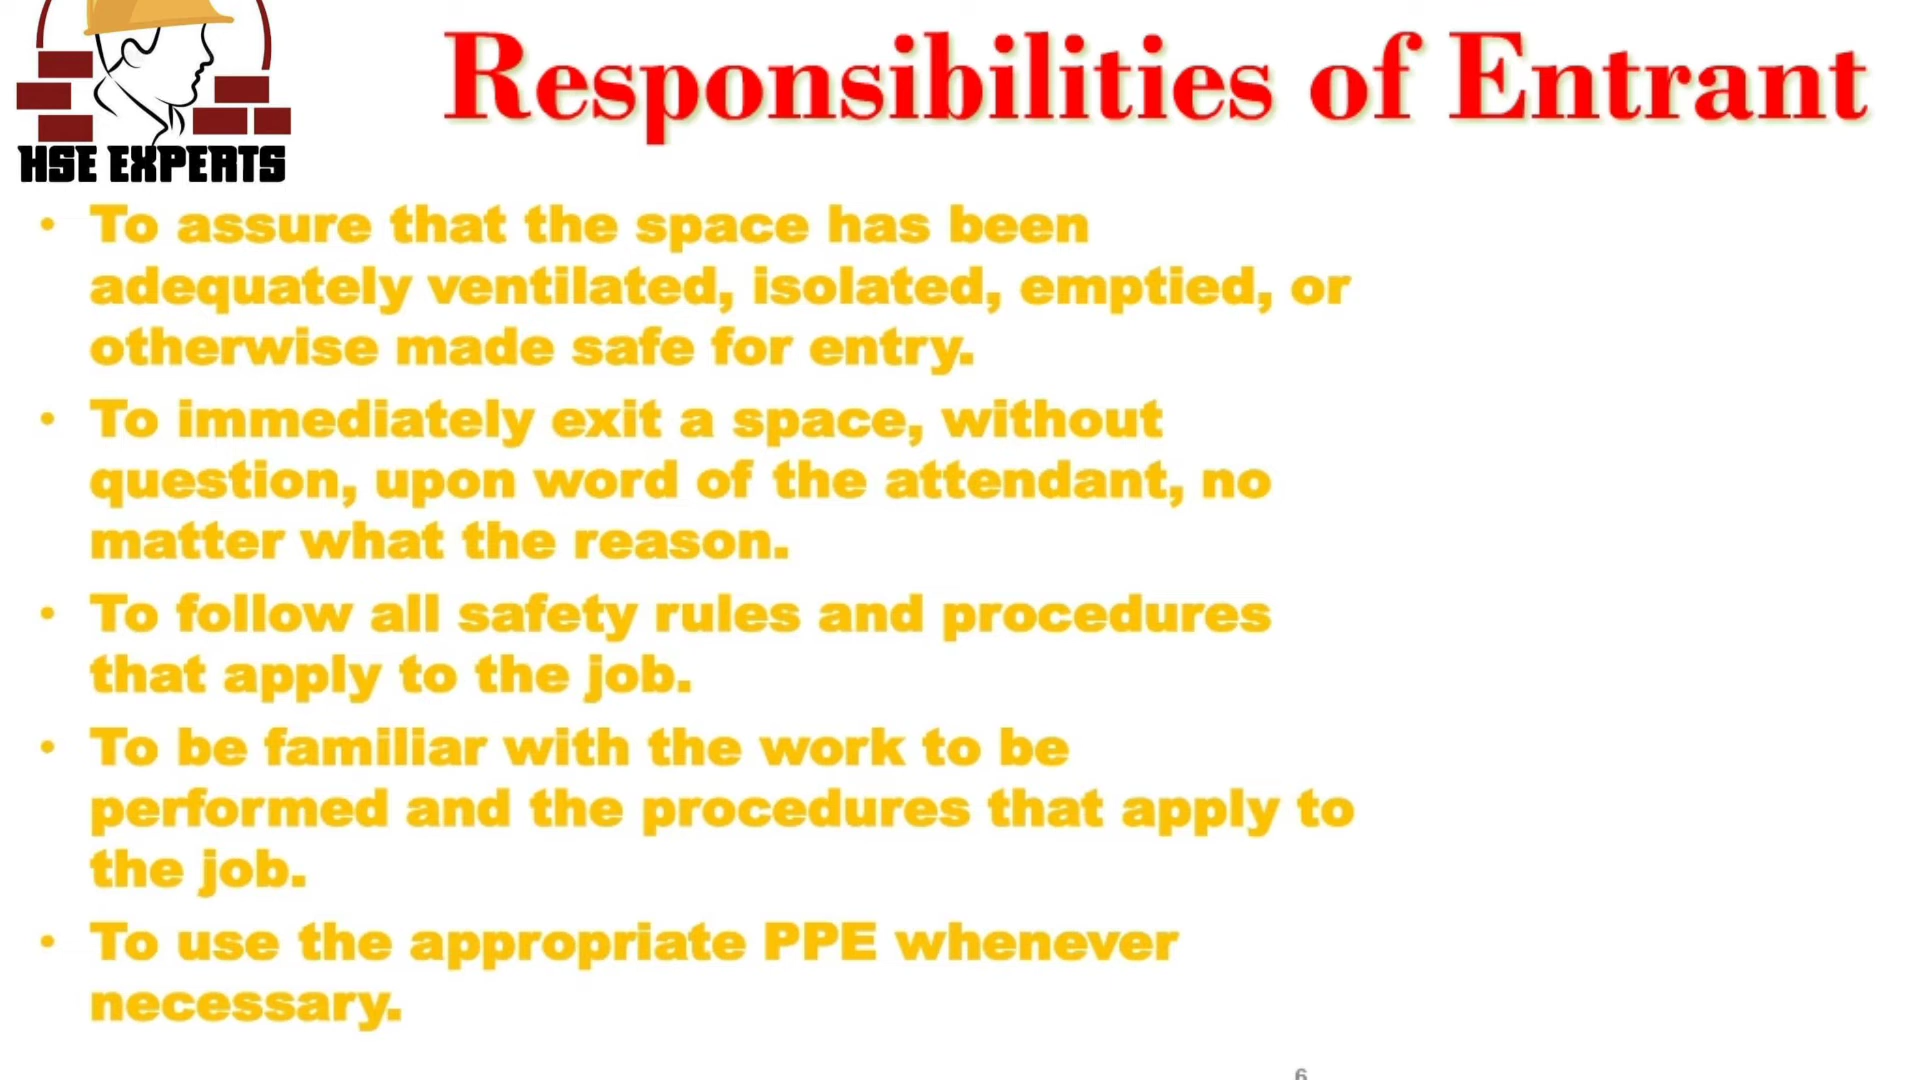 Responsibilities of Entrant
HSE EXPERTS
• To assure that the space has been
adequately ventilated, isolated, emptied, or
otherwise made safe for entry.
• To immediately exit a space, without
question, upon word of the attendant, no
matter what the reason.
• To follow all safety rules and procedures
that apply to the job.
• To be familiar with the work to be
performed and the procedures that apply to
the job.
• To use the appropriate PPE whenever
necessary.
6